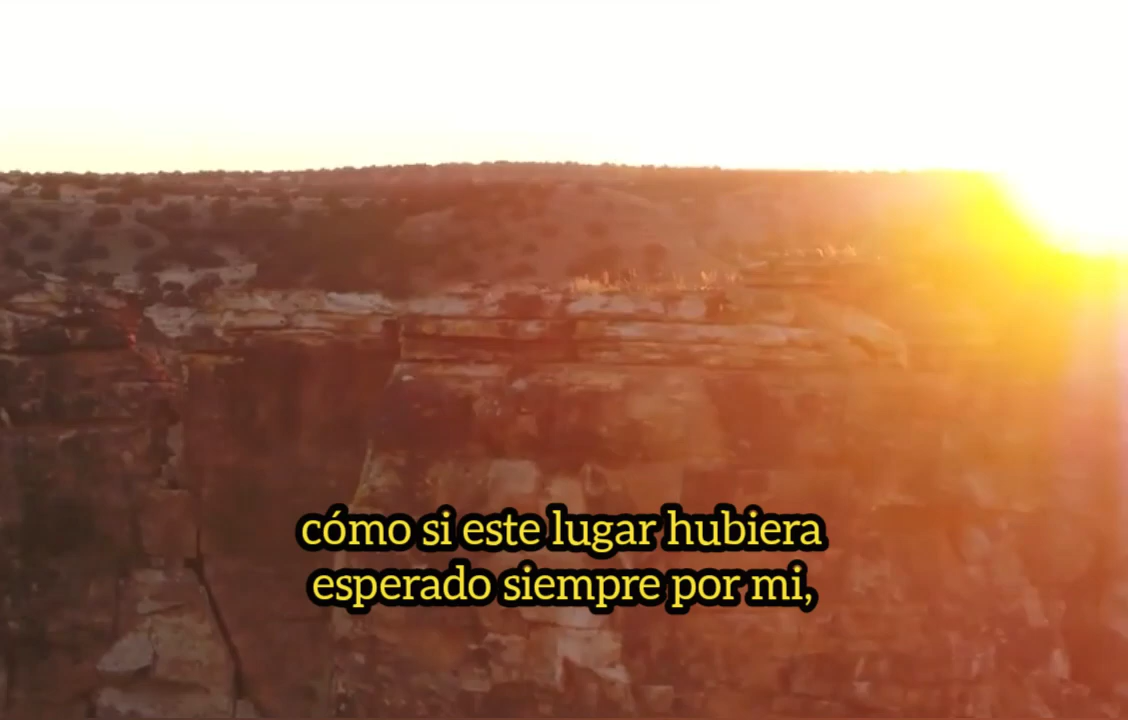 cómo si este lugar hubiera
esperado siempre por mi,